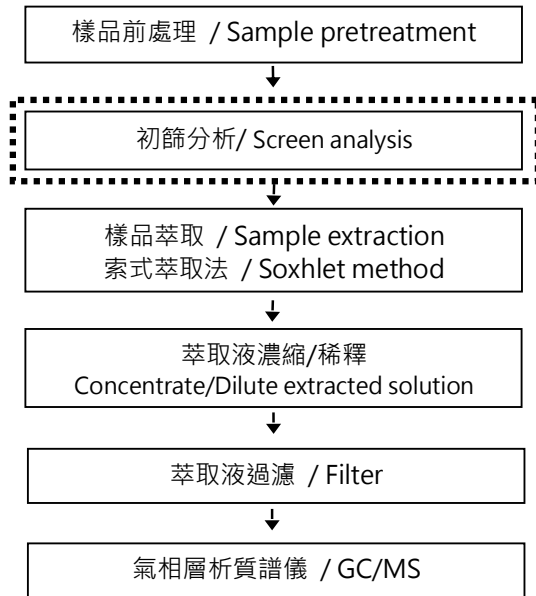 樣品前處理 / Sample pretreatment
初篩分析/ Screen analysis
樣品萃取 / Sample extraction
索式萃取法 / Soxhlet method
萃取液濃縮/稀釋
Concentrate/Dilute extracted solution
萃取液過濾 / Filter
氣相層析質譜儀 / GC/MS